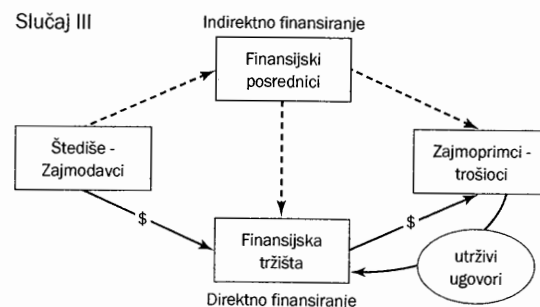 Slučaj III
Indirektno finansiranje
Finansijski
posrednici
Štediše -
Zajmodavci
Zajmoprimci -
trošioci
$
$
Finansijska
tržišta
utrživi
ugovori
Direktno finansiranje